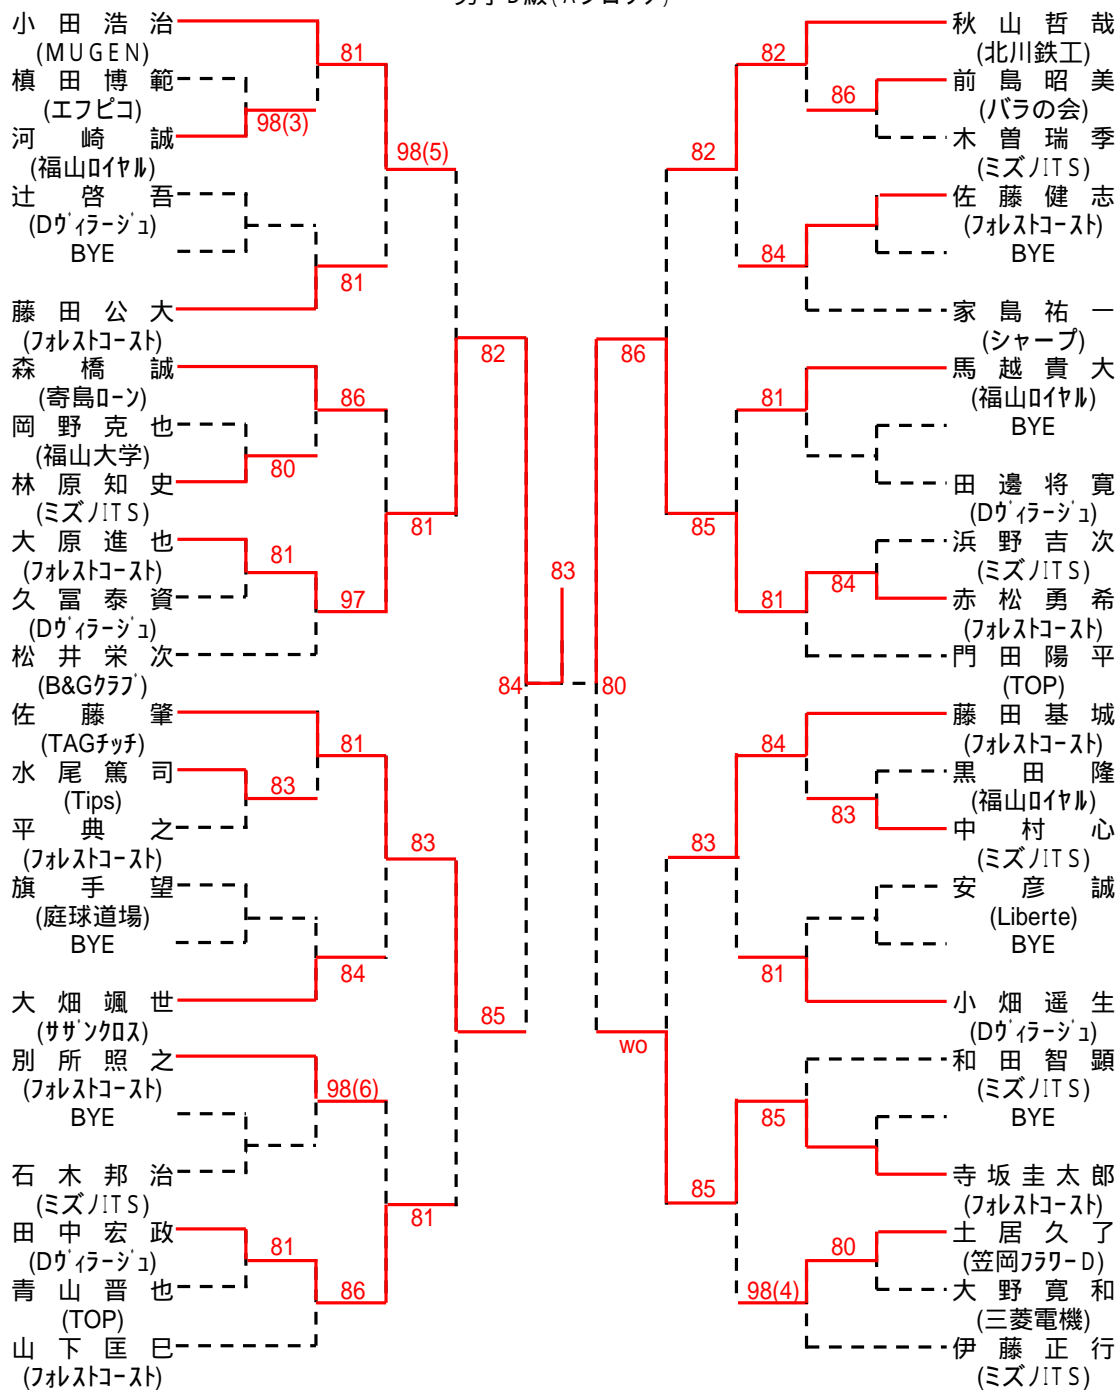 小田浩治
(MUGEN)
槙田博範
(エフピコ)
河崎誠
(福山ロイヤル)
辻啓吾
(Dヴィラージュ)
BYE
藤田公大
(フォレストコースト)
森橋誠
(寄島ローン)
岡野克也
(福山大学)
林原知史
(ミズノITS)
大原進也
(フォレストコースト)
久冨泰資
(Dヴィラージュ)
松井栄次
(B&Gクラブ)
佐藤肇
(TAGチッチ)
水尾篤司
(Tips)
平典之
(フォレストコースト)
旗手望
(庭球道場)
BYE
大畑颯世
(サザンクロス)
別所照之
(フォレストコースト)
BYE
石木邦治
(ミズノITS)
田中宏政
(Dヴィラージュ)
青山晋也
(TOP)
山下匡巳
(フォレストコースト)
81
98(3)
98(5)
81
82
86
80
81
81
97
84
83
81
83
83
84
85
98(6)
81
81
86
82
86
82
84
86
81
85
84
81
80
84
83
83
81
wo
85
85
80
98(4)
秋山哲哉
(北川鉄工)
前島昭美
(バラの会)
木曽瑞季
(ミズノITS)
佐藤健志
(フォレストコースト)
BYE
家島祐一
(シャープ)
馬越貴大
(福山ロイヤル)
BYE
田邊将寛
(Dヴィラージュ)
浜野吉次
(ミズノITS)
赤松勇希
(フォレストコースト)
門田陽平
(TOP)
藤田基城
(フォレストコースト)
黒田隆
(福山ロイヤル)
中村心
(ミズノITS)
安彦誠
(Liberte)
BYE
小畑遥生
(Dヴィラージュ)
和田智顕
(ミズノITS)
BYE
寺坂圭太郎
(フォレストコースト)
土居久了
(笠岡フラワーD)
大野寛和
(三菱電機)
伊藤正行
(ミズノITS)